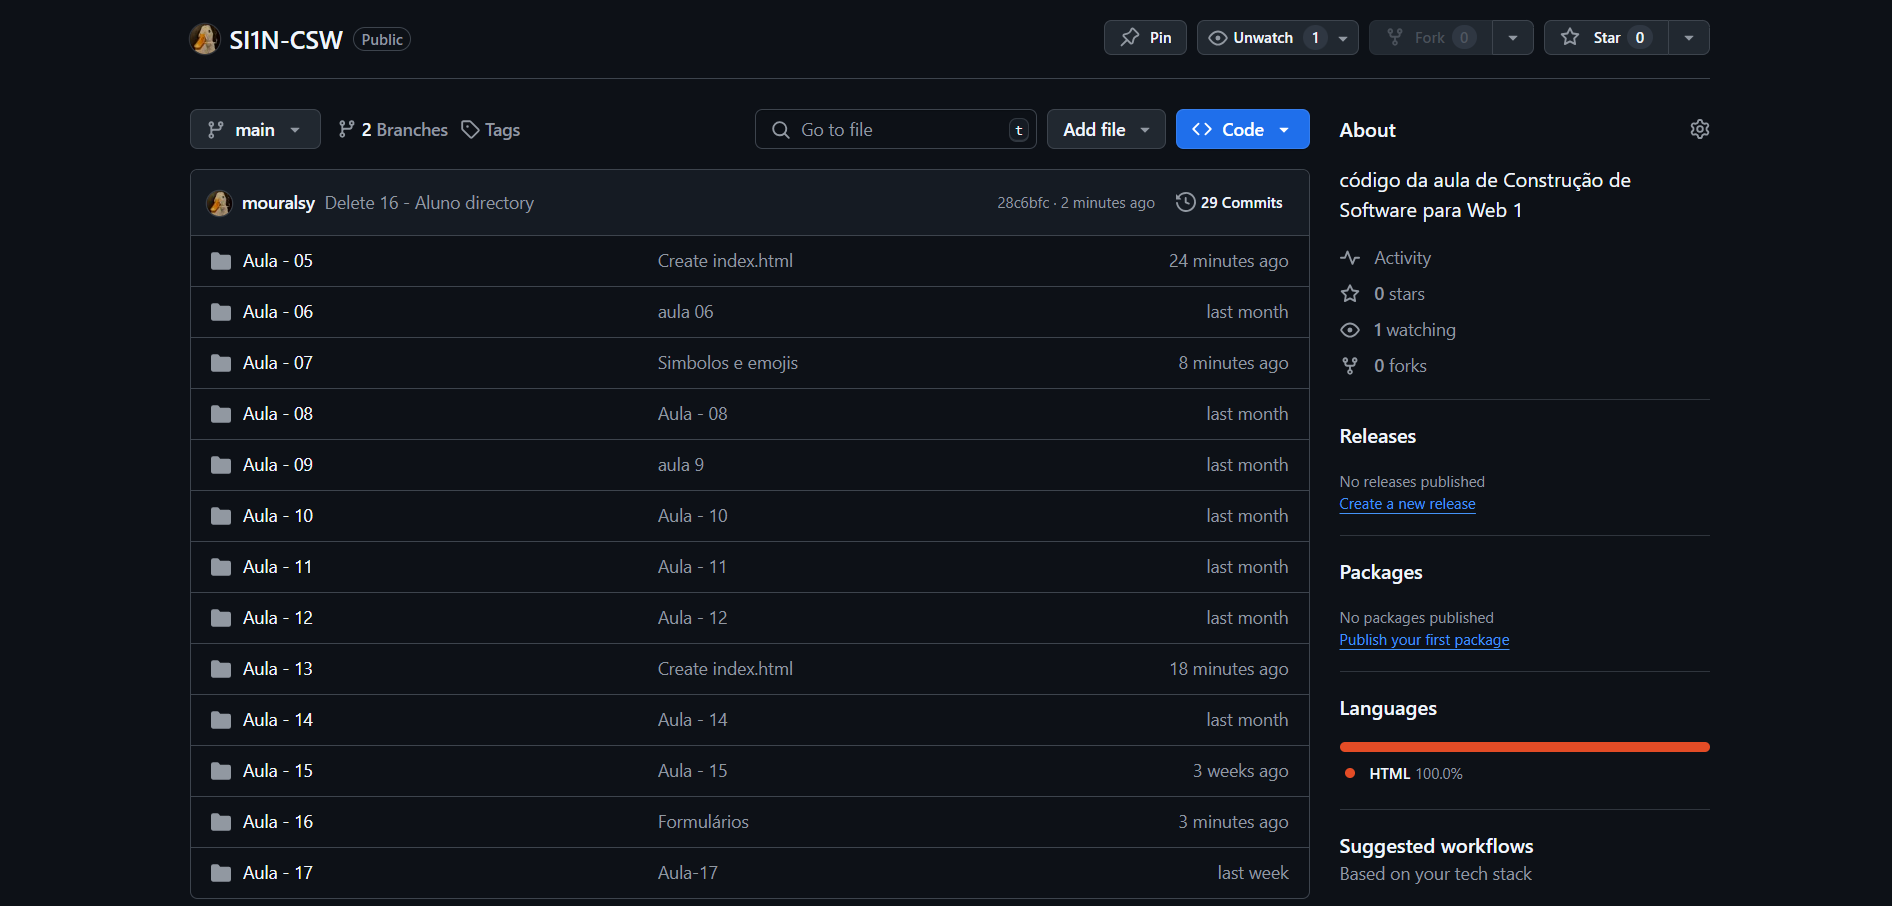 SI1N-CSW Public Pin Unwatch 1 Fork 0 Star 0
main 2 Branches Tags Go to file t Add file Code
mouralsy Delete 16 - Aluno directory 28c6bfc · 2 minutes ago 29 Commits
Aula - 05 Create index.html 24 minutes ago
Aula - 06 aula 06 last month
Aula - 07 Simbolos e emojis 8 minutes ago
Aula - 08 Aula - 08 last month
Aula - 09 aula 9 last month
Aula - 10 Aula - 10 last month
Aula - 11 Aula - 11 last month
Aula - 12 Aula - 12 last month
Aula - 13 Create index.html 18 minutes ago
Aula - 14 Aula - 14 last month
Aula - 15 Aula - 15 3 weeks ago
Aula - 16 Formulários 3 minutes ago
Aula - 17 Aula-17 last week
About
código da aula de Construção de
Software para Web 1
Activity
0 stars
1 watching
0 forks
Releases
No releases published
Create a new release
Packages
No packages published
Publish your first package
Languages
HTML 100.0%
Suggested workflows
Based on your tech stack